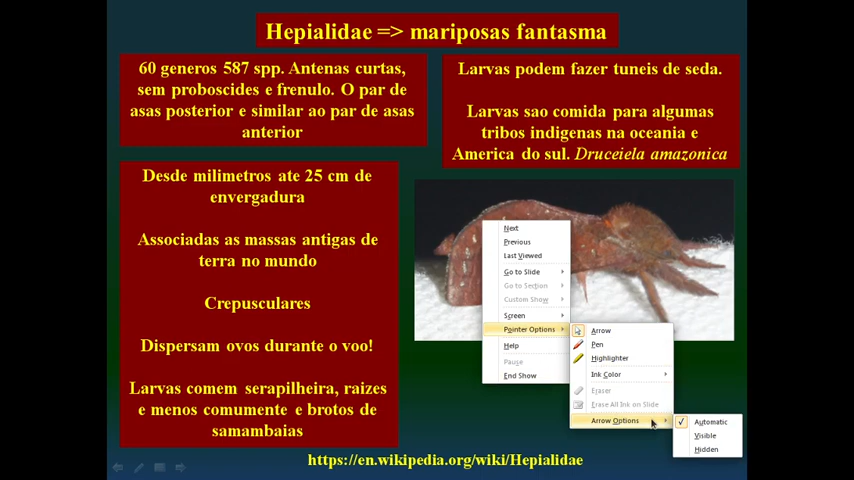 Hepialidae => mariposas fantasma
60 generos 587 spp. Antenas curtas,
sem proboscides e frenulo. O par de
asas posterior e similar ao par de asas
anterior
Larvas podem fazer tuneis de seda.
Larvas sao comida para algumas
tribos indigenas na oceania e
America do sul. Druceiela amazonica
Desde milimetros ate 25 cm de
envergadura
Associadas as massas antigas de
terra no mundo
Crepusculares
Dispersam ovos durante o voo!
Larvas comem serapilheira, raizes
e menos comumente e brotos de
samambaias
Next
Previous
Last Viewed
Go to Slide
Go to Section
Custom Show
Screen
Pointer Options
Help
Pause
End Show
Arrow
Pen
Highlighter
Ink Color
Eraser
Erase All Ink on Slide
Arrow Options
Automatic
Visible
Hidden
https://en.wikipedia.org/wiki/Hepialidae